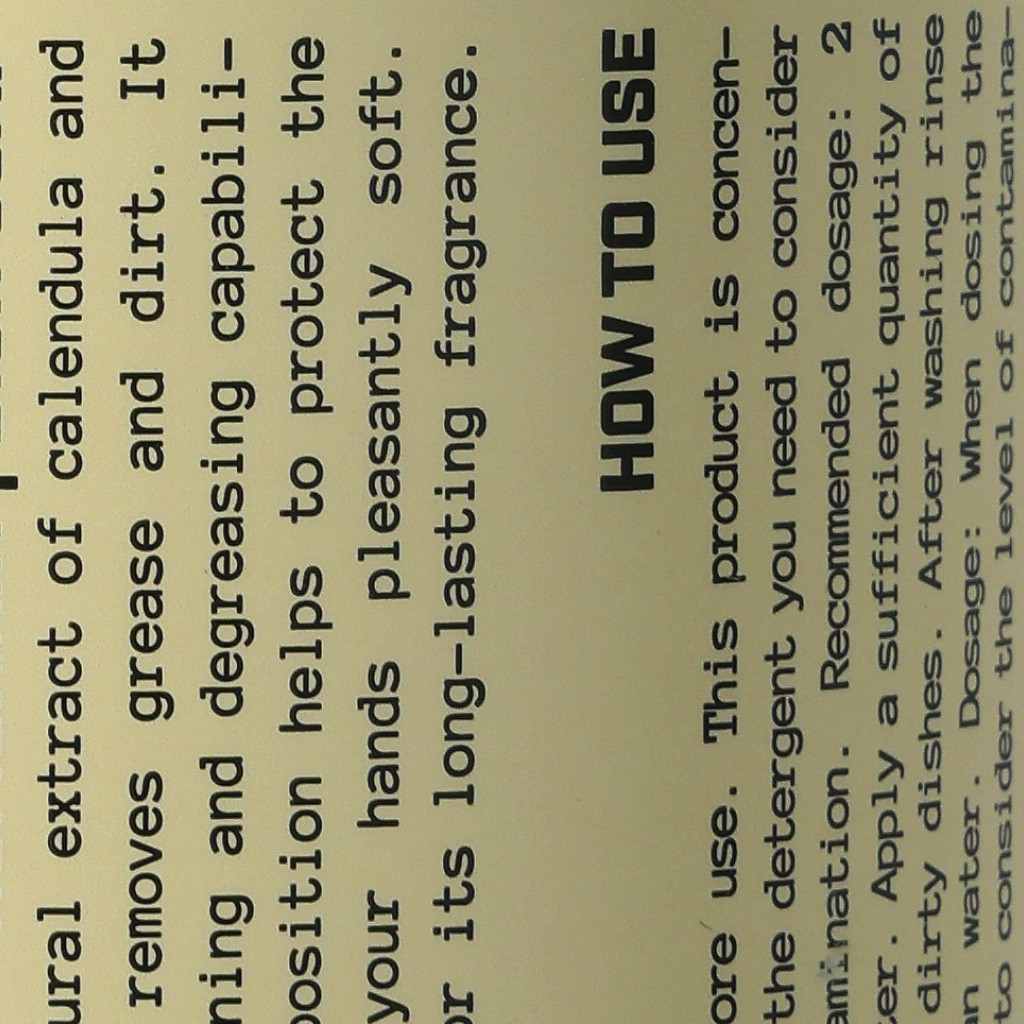 ural extract of calendula and
removes grease and dirt. It
ning and degreasing capabili-
position helps to protect the
your hands pleasantly soft.
or its long-lasting fragrance.
HOW TO USE
ore use. This product is concen-
the detergent you need to consider
amination. Recommended dosage: 2
er. Apply a sufficient quantity of
dirty dishes. After washing rinse
an water. Dosage: When dosing the
to consider the level of contamina-